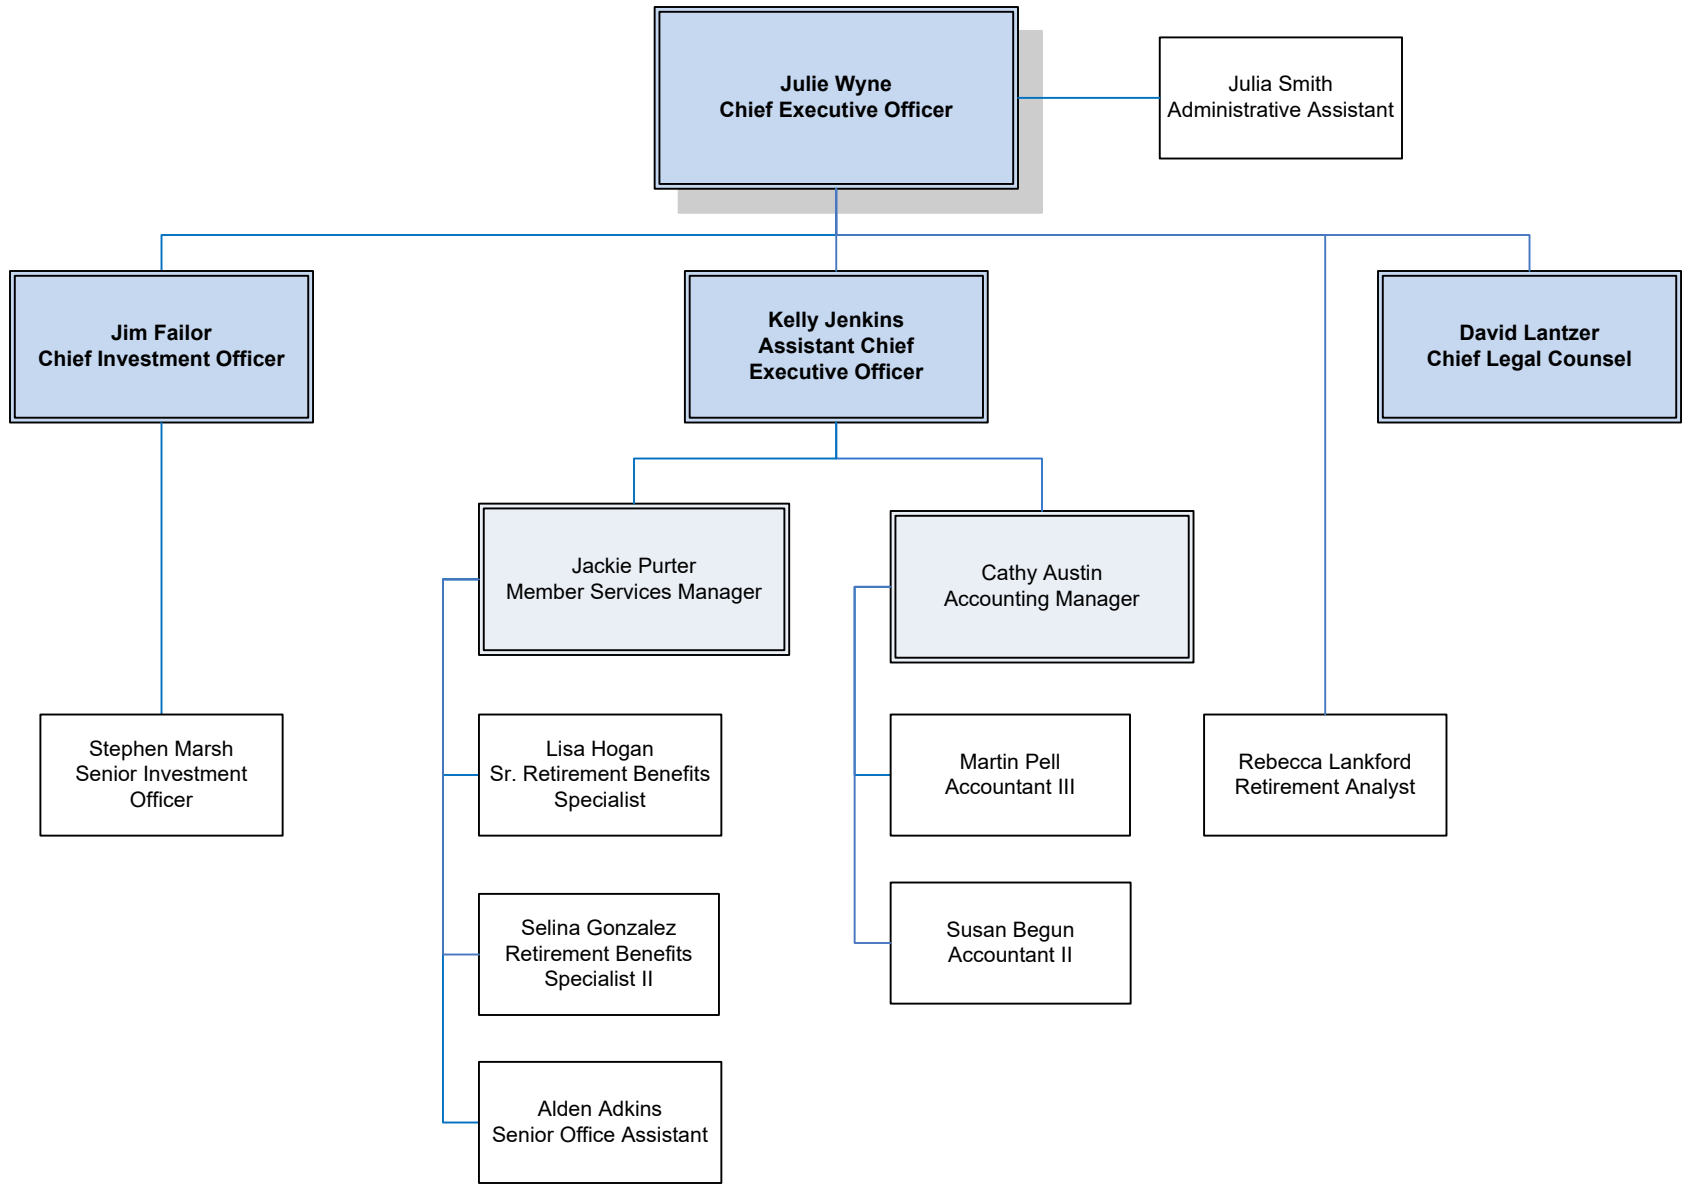 Julie Wyne
Chief Executive Officer
Julia Smith
Administrative Assistant
Jim Failor
Chief Investment Officer
Kelly Jenkins
Assistant Chief
Executive Officer
David Lantzer
Chief Legal Counsel
Jackie Purter
Member Services Manager
Cathy Austin
Accounting Manager
Stephen Marsh
Senior Investment
Officer
Lisa Hogan
Sr. Retirement Benefits
Specialist
Martin Pell
Accountant III
Rebecca Lankford
Retirement Analyst
Selina Gonzalez
Retirement Benefits
Specialist II
Susan Begun
Accountant II
Alden Adkins
Senior Office Assistant